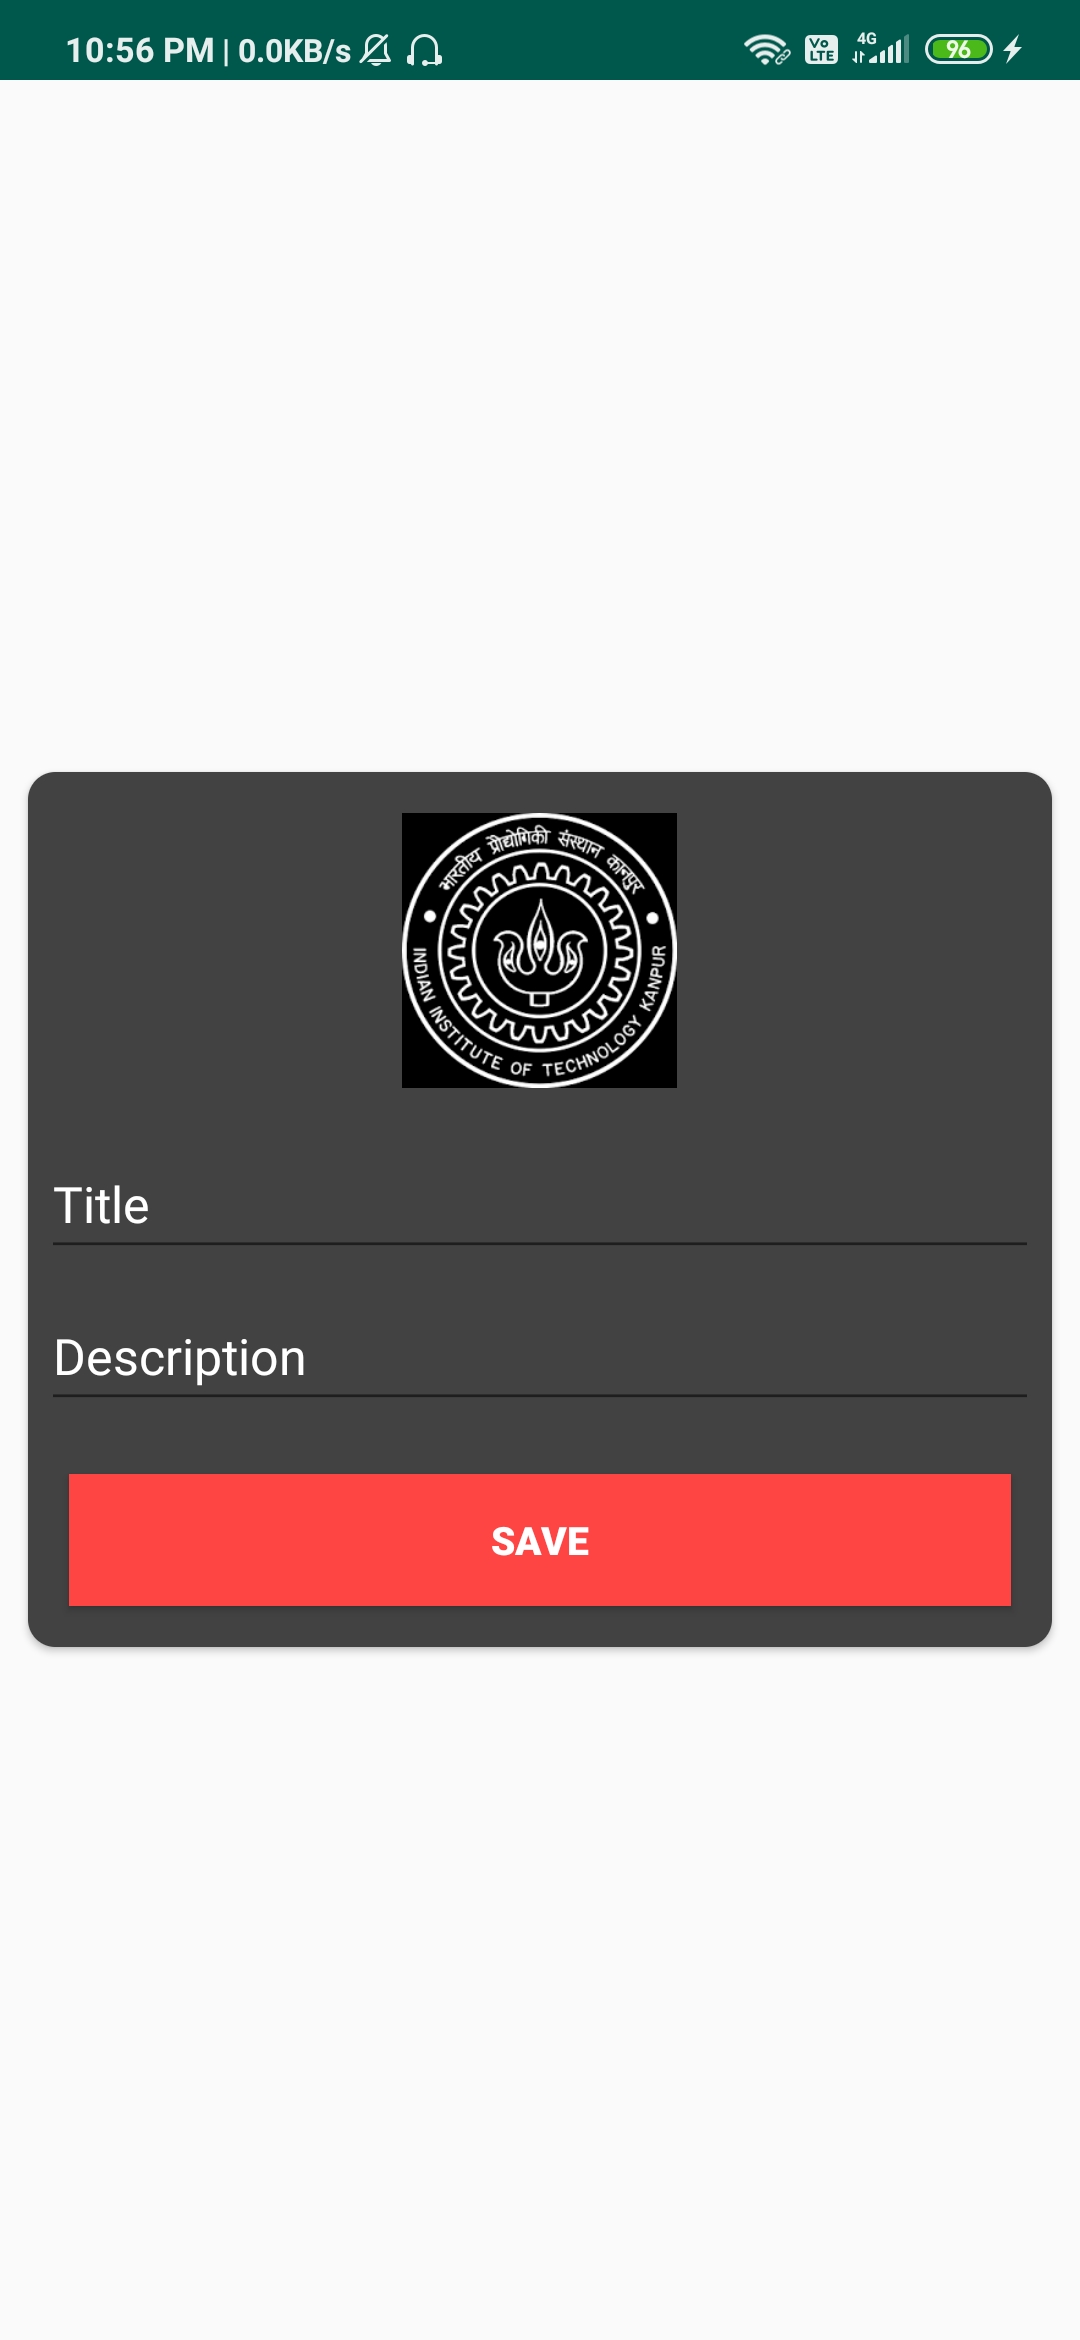 10:56 PM | 0.0KB/s
Vo LTE
4G
96
भारतीय प्रौद्योगिकी संस्थान कानपुर
INDIAN INSTITUTE OF TECHNOLOGY KANPUR
Title
Description
SAVE